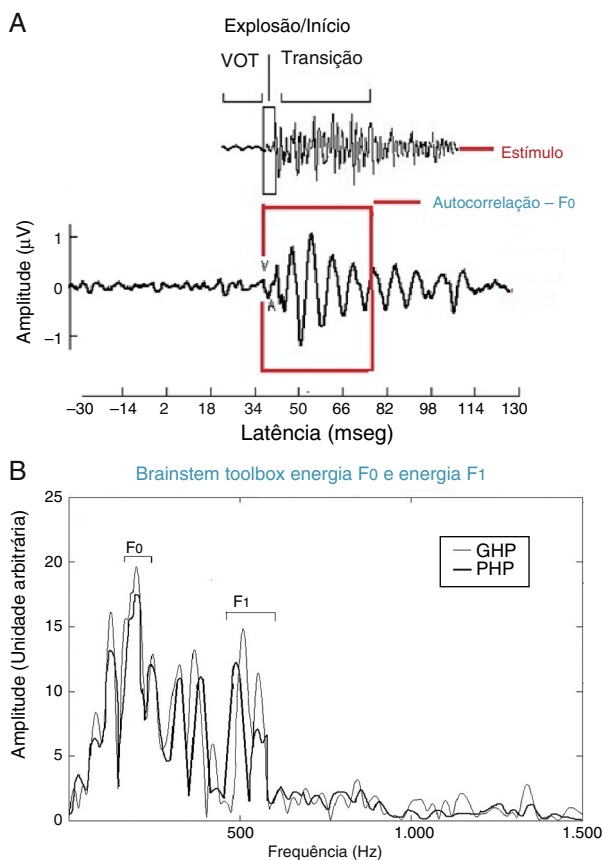 A
Explosão/Início
VOT
Transição
Estímulo
Autocorrelação – F0
Amplitude (μV)
1
0
−1
V
A
−30 −14 2 18 34 50 66 82 98 114 130
Latência (mseg)
B
Brainstem toolbox energia F0 e energia F1
Amplitude (Unidade arbitrária)
25
20
15
10
5
0
F0
F1
GHP
PHP
500 1.000 1.500
Frequência (Hz)